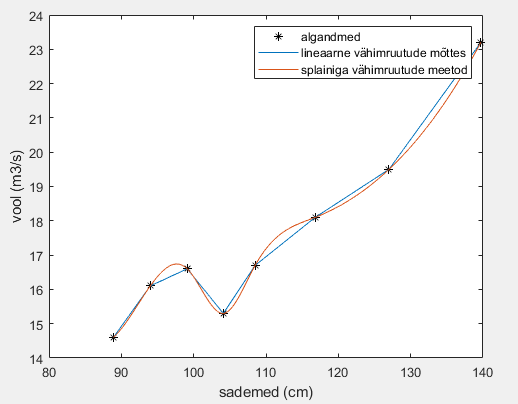 24
23
22
21
20
19
18
17
16
15
14
vool (m3/s)
algandmed
lineaarne vähimruutude mõttes
splainiga vähimruutude meetod
80 90 100 110 120 130 140
sademed (cm)